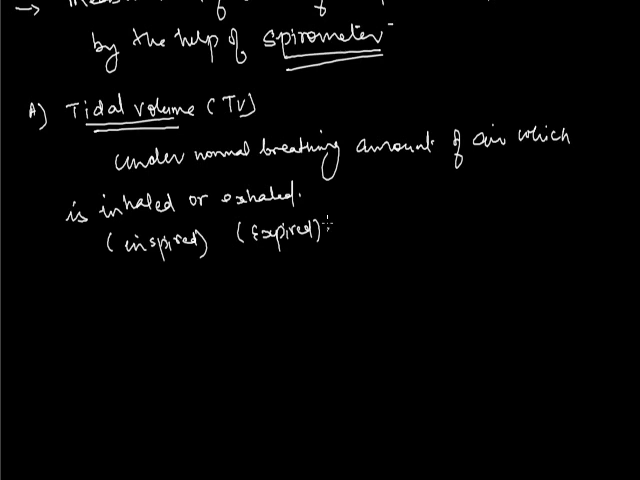 by the help of spirometer
A) Tidal volume (TV)
under normal breathing amount of air which
is inhaled or exhaled.
(inspired) (Expired)